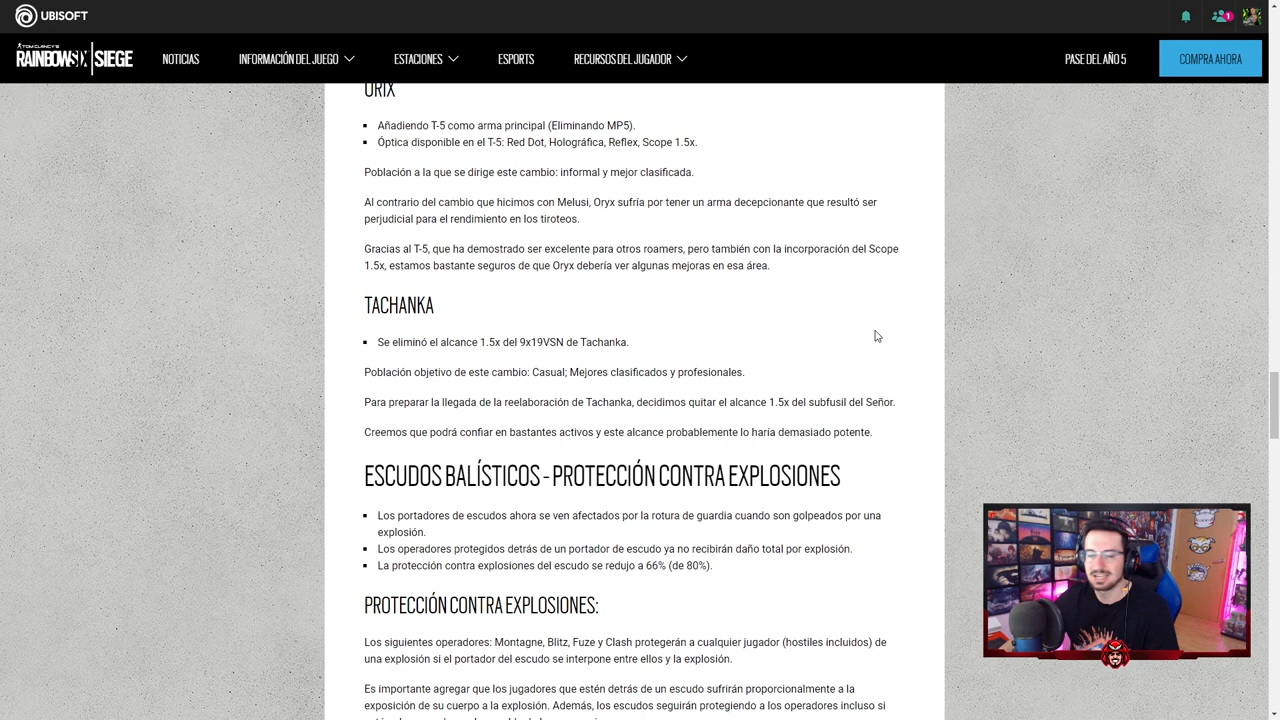 UBISOFT
1
TOM CLANCY'S
RAINBOWSIX SIEGE
NOTICIAS
INFORMACIÓN DEL JUEGO
ESTACIONES
ESPORTS
RECURSOS DEL JUGADOR
PASE DEL AÑO 5
COMPRA AHORA
ORIX
Añadiendo T-5 como arma principal (Eliminando MP5).
Óptica disponible en el T-5: Red Dot, Holográfica, Reflex, Scope 1.5x.
Población a la que se dirige este cambio: informal y mejor clasificada.
Al contrario del cambio que hicimos con Melusi, Oryx sufría por tener un arma decepcionante que resultó ser
perjudicial para el rendimiento en los tiroteos.
Gracias al T-5, que ha demostrado ser excelente para otros roamers, pero también con la incorporación del Scope
1.5x, estamos bastante seguros de que Oryx debería ver algunas mejoras en esa área.
TACHANKA
Se eliminó el alcance 1.5x del 9x19VSN de Tachanka.
Población objetivo de este cambio: Casual; Mejores clasificados y profesionales.
Para preparar la llegada de la reelaboración de Tachanka, decidimos quitar el alcance 1.5x del subfusil del Señor.
Creemos que podrá confiar en bastantes activos y este alcance probablemente lo haría demasiado potente.
ESCUDOS BALÍSTICOS - PROTECCIÓN CONTRA EXPLOSIONES
Los portadores de escudos ahora se ven afectados por la rotura de guardia cuando son golpeados por una
explosión.
Los operadores protegidos detrás de un portador de escudo ya no recibirán daño total por explosión.
La protección contra explosiones del escudo se redujo a 66% (de 80%).
PROTECCIÓN CONTRA EXPLOSIONES:
Los siguientes operadores: Montagne, Blitz, Fuze y Clash protegerán a cualquier jugador (hostiles incluidos) de
una explosión si el portador del escudo se interpone entre ellos y la explosión.
Es importante agregar que los jugadores que estén detrás de un escudo sufrirán proporcionalmente a la
exposición de su cuerpo a la explosión. Además, los escudos seguirán protegiendo a los operadores incluso si